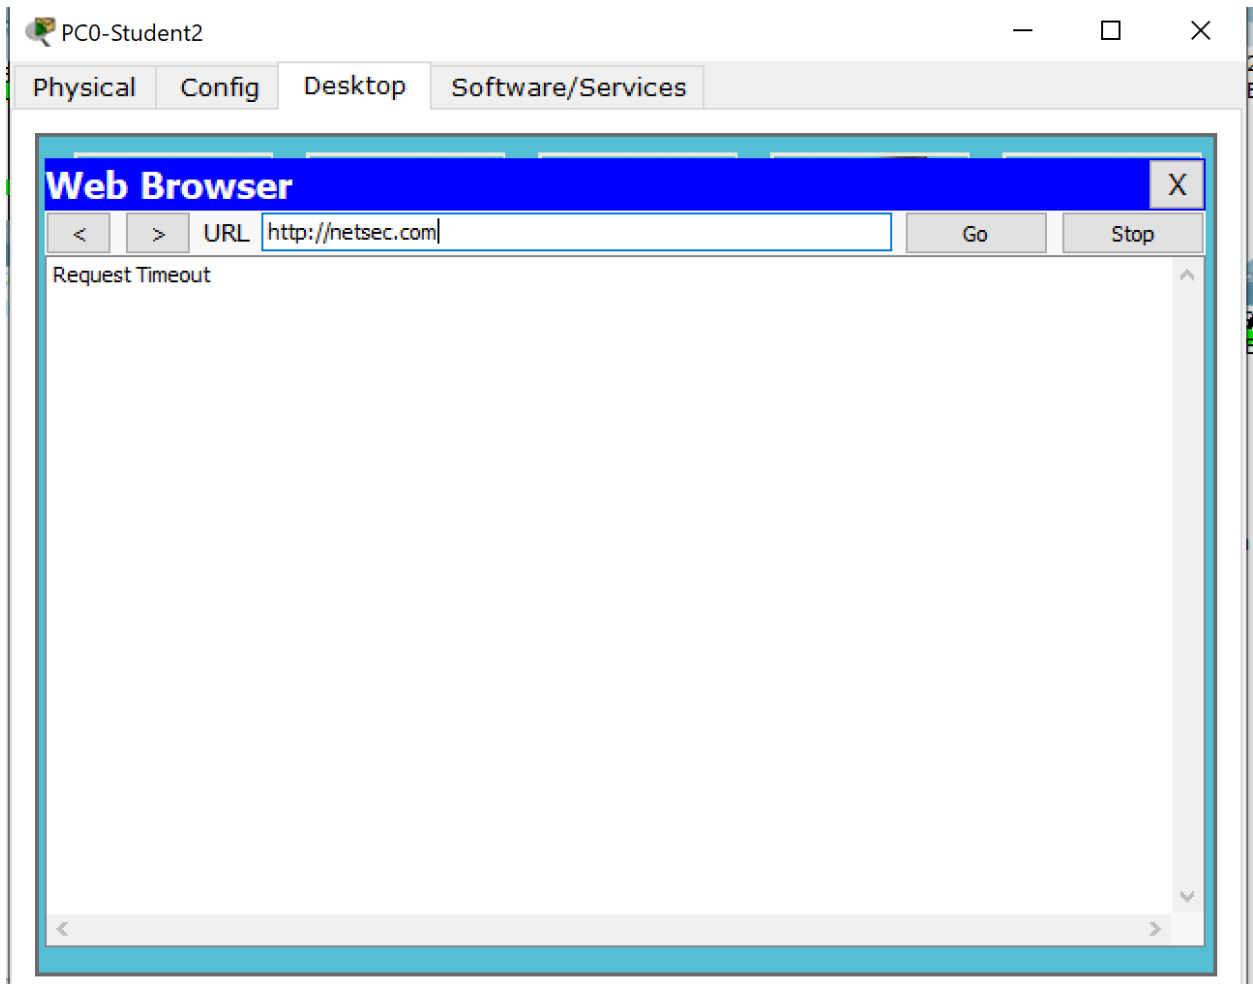 PC0-Student2
Physical Config Desktop Software/Services
Web Browser X
< > URL http://netsec.com Go Stop
Request Timeout